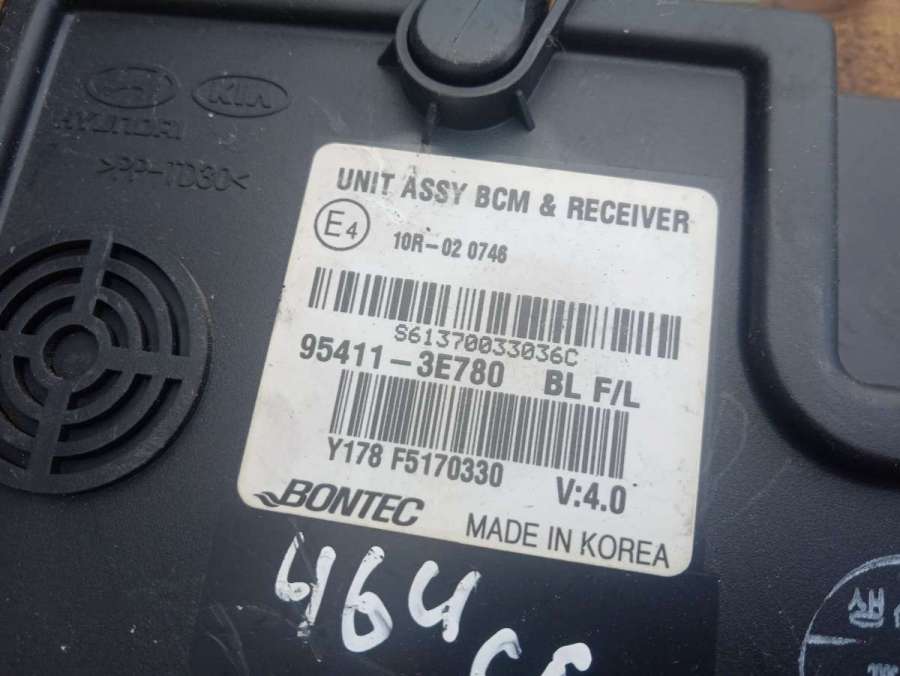 KIA
HYUNDAI
>PP-TD30<
UNIT ASSY BCM & RECEIVER
E4
10R-02 0746
S61370033036C
95411-3E780 BL F/L
Y178 F5170330
V:4.0
BONTEC
MADE IN KOREA
464
생